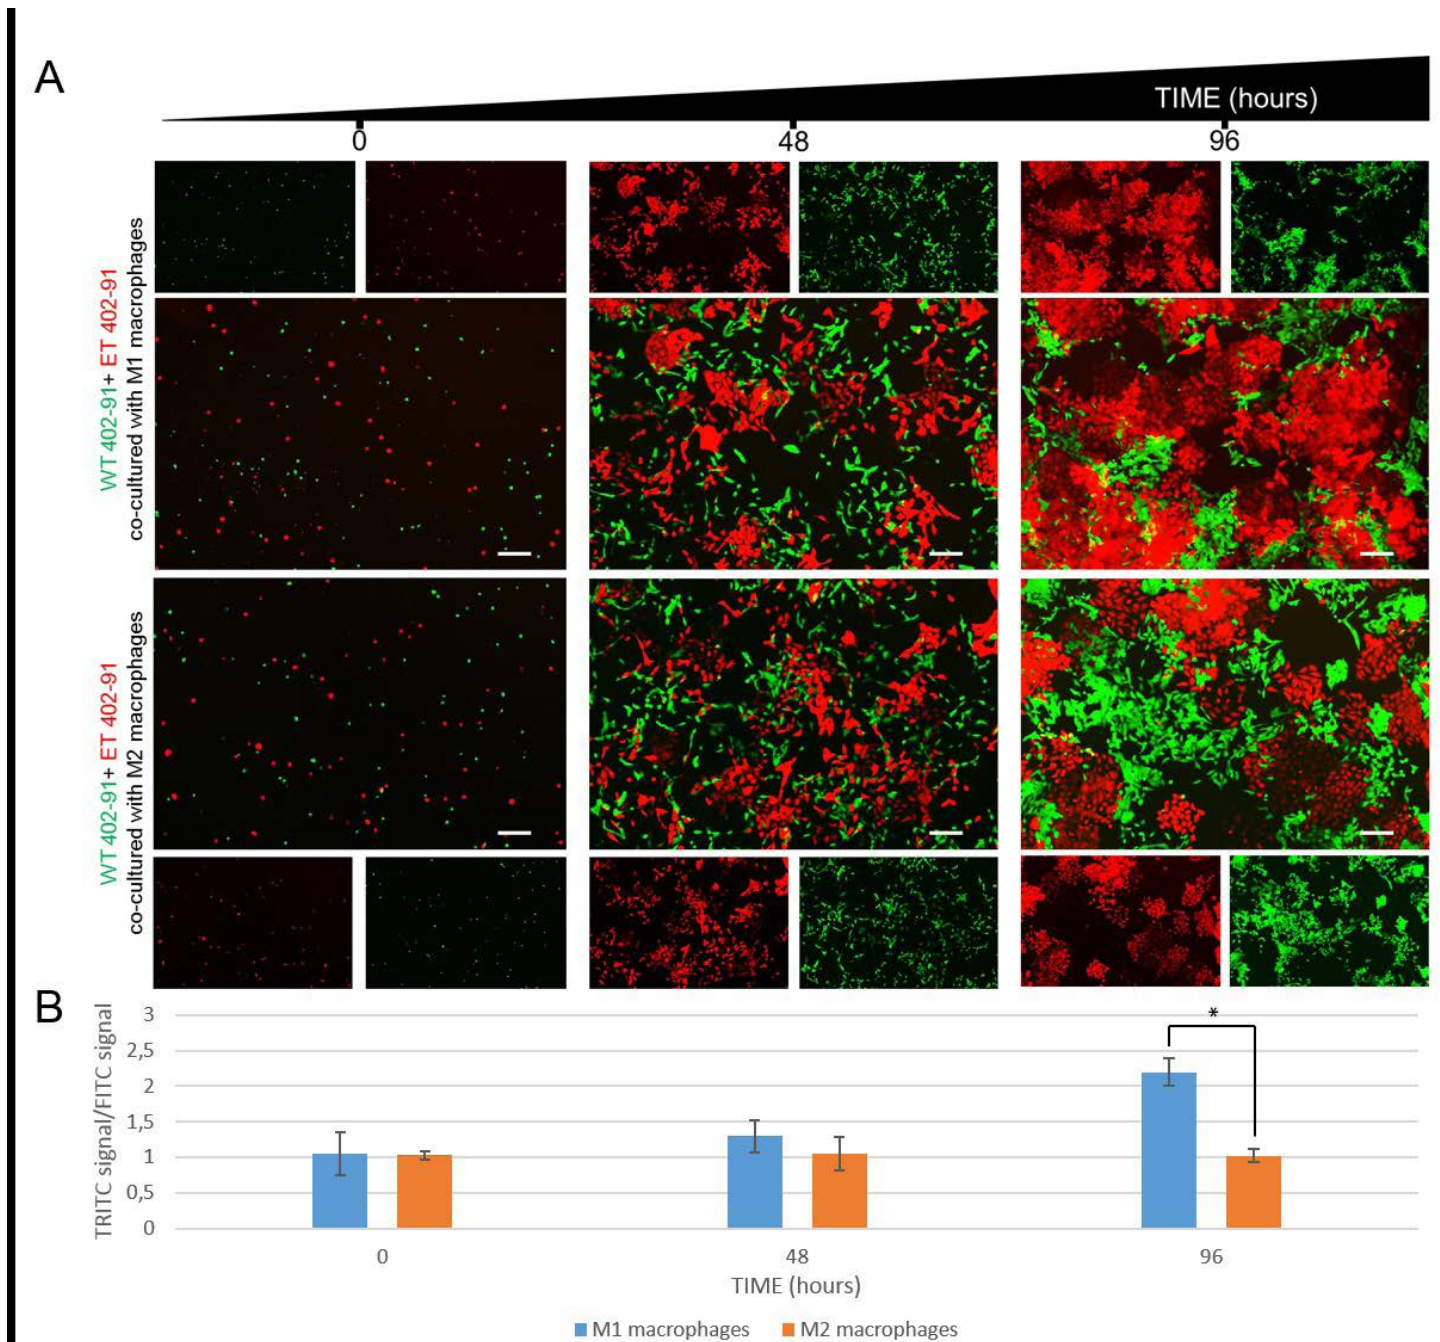 A
TIME (hours)
0 48 96
WT 402-91+ ET 402-91
co-cultured with M1 macrophages
WT 402-91+ ET 402-91
co-cultured with M2 macrophages
B
TRITC signal/FITC signal
3
2,5
2
1,5
1
0,5
0
*
0 48 96
TIME (hours)
M1 macrophages M2 macrophages